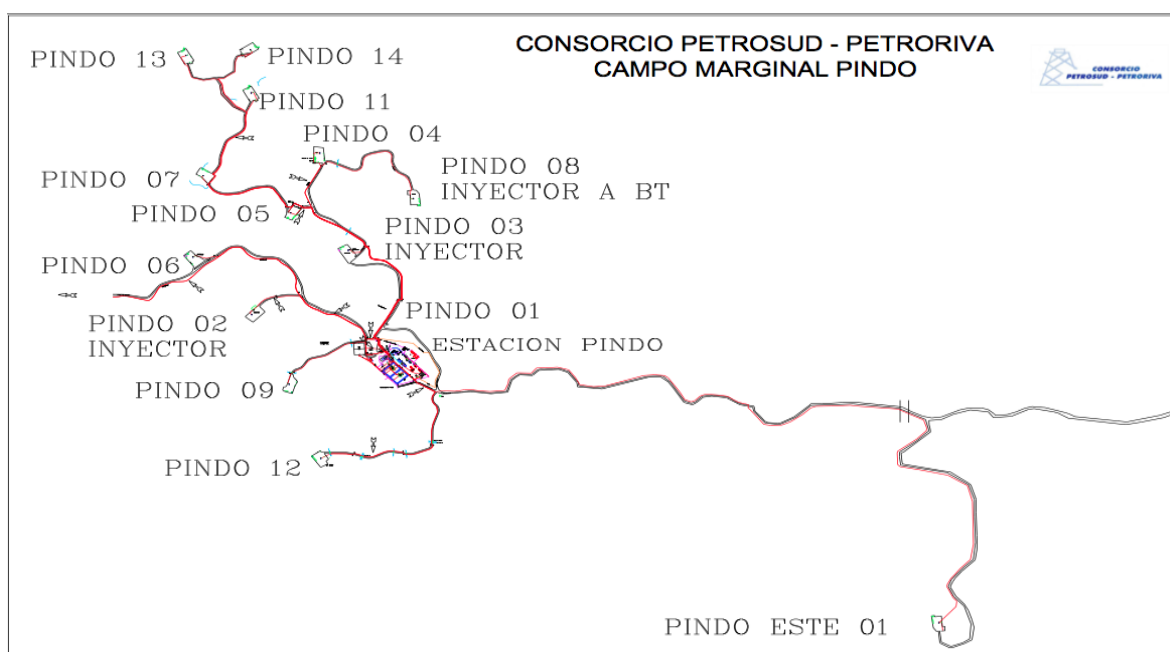 CONSORCIO PETROSUD - PETRORIVA
CAMPO MARGINAL PINDO
CONSORCIO
PETROSUD - PETRORIVA
PINDO 13
PINDO 14
PINDO 11
PINDO 04
PINDO 08
INYECTOR A BT
PINDO 07
PINDO 05
PINDO 03
INYECTOR
PINDO 06
PINDO 01
PINDO 02
INYECTOR
ESTACION PINDO
PINDO 09
PINDO 12
PINDO ESTE 01